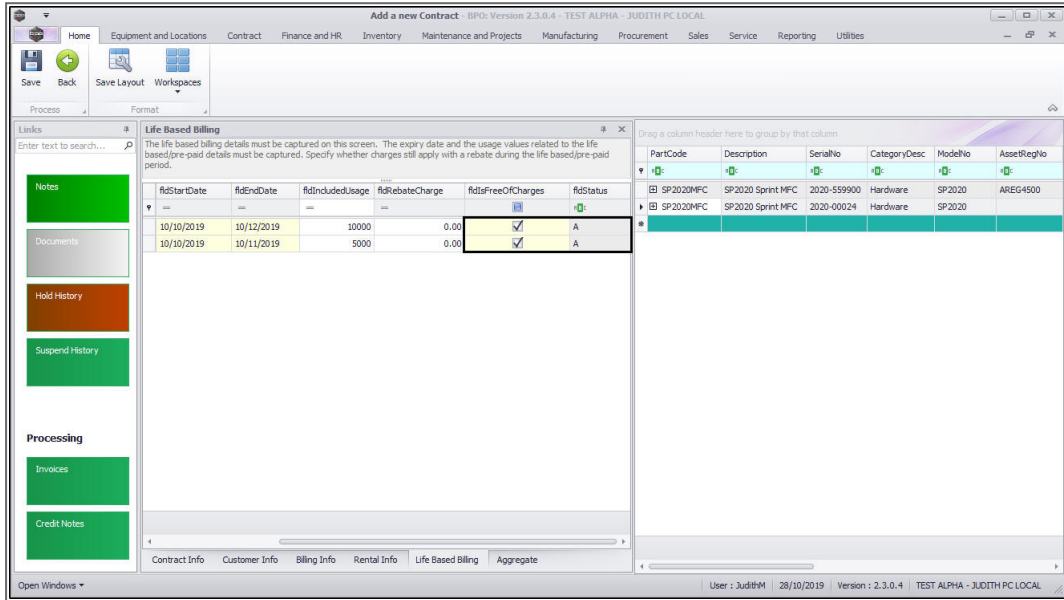 Add a new Contract - BPO: Version 2.3.0.4 - TEST ALPHA - JUDITH PC LOCAL
Home Equipment and Locations Contract Finance and HR Inventory Maintenance and Projects Manufacturing Procurement Sales Service Reporting Utilities
Save Back Save Layout Workspaces
Process Format
Links
Enter text to search...
Notes
Documents
Hold History
Suspend History
Processing
Invoices
Credit Notes
Life Based Billing
The life based billing details must be captured on this screen. The expiry date and the usage values related to the life
based/pre-paid details must be captured. Specify whether charges still apply with a rebate during the life based/pre-paid
period.
fldStartDate fldEndDate fldIncludedUsage fldRebateCharge fldIsFreeOfCharges fldStatus
= = = =
10/10/2019 10/12/2019 10000 0.00 A
10/10/2019 10/11/2019 5000 0.00 A
Contract Info Customer Info Billing Info Rental Info Life Based Billing Aggregate
Drag a column header here to group by that column
PartCode Description SerialNo CategoryDesc ModelNo AssetRegNo
SP2020MFC SP2020 Sprint MFC 2020-559900 Hardware SP2020 AREG4500
SP2020MFC SP2020 Sprint MFC 2020-00024 Hardware SP2020
Open Windows User : JudithM 28/10/2019 Version : 2.3.0.4 TEST ALPHA - JUDITH PC LOCAL